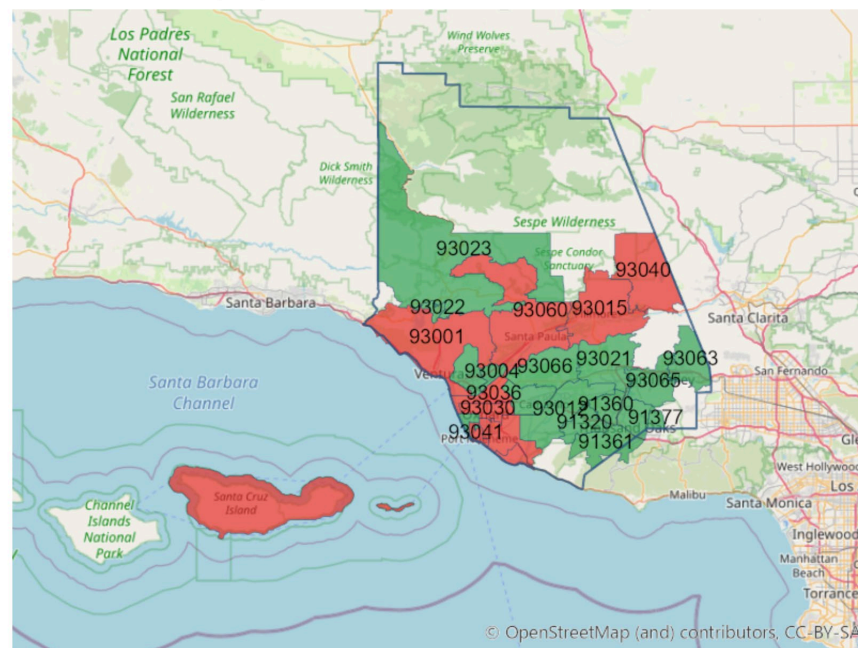 Los Padres
National
Forest
Wind Wolves
Preserve
San Rafael
Wilderness
Dick Smith
Wilderness
Sespe Wilderness
93023
Sespe Condor
Sanctuary
93040
Santa Barbara
93022
93060
93015
Santa Clarita
93001
Santa Paula
93004
93066
93021
93063
Ventura
93065
San Fernando
Santa Barbara
Channel
93036
93030
93012
91360
91377
91320
93041
91361
Port Hueneme
West Hollywood
Los
Malibu
Santa Monica
Santa Cruz
Island
Channel
Islands
National
Park
Inglewood
Manhattan
Beach
Torrance
© OpenStreetMap (and) contributors, CC-BY-SA